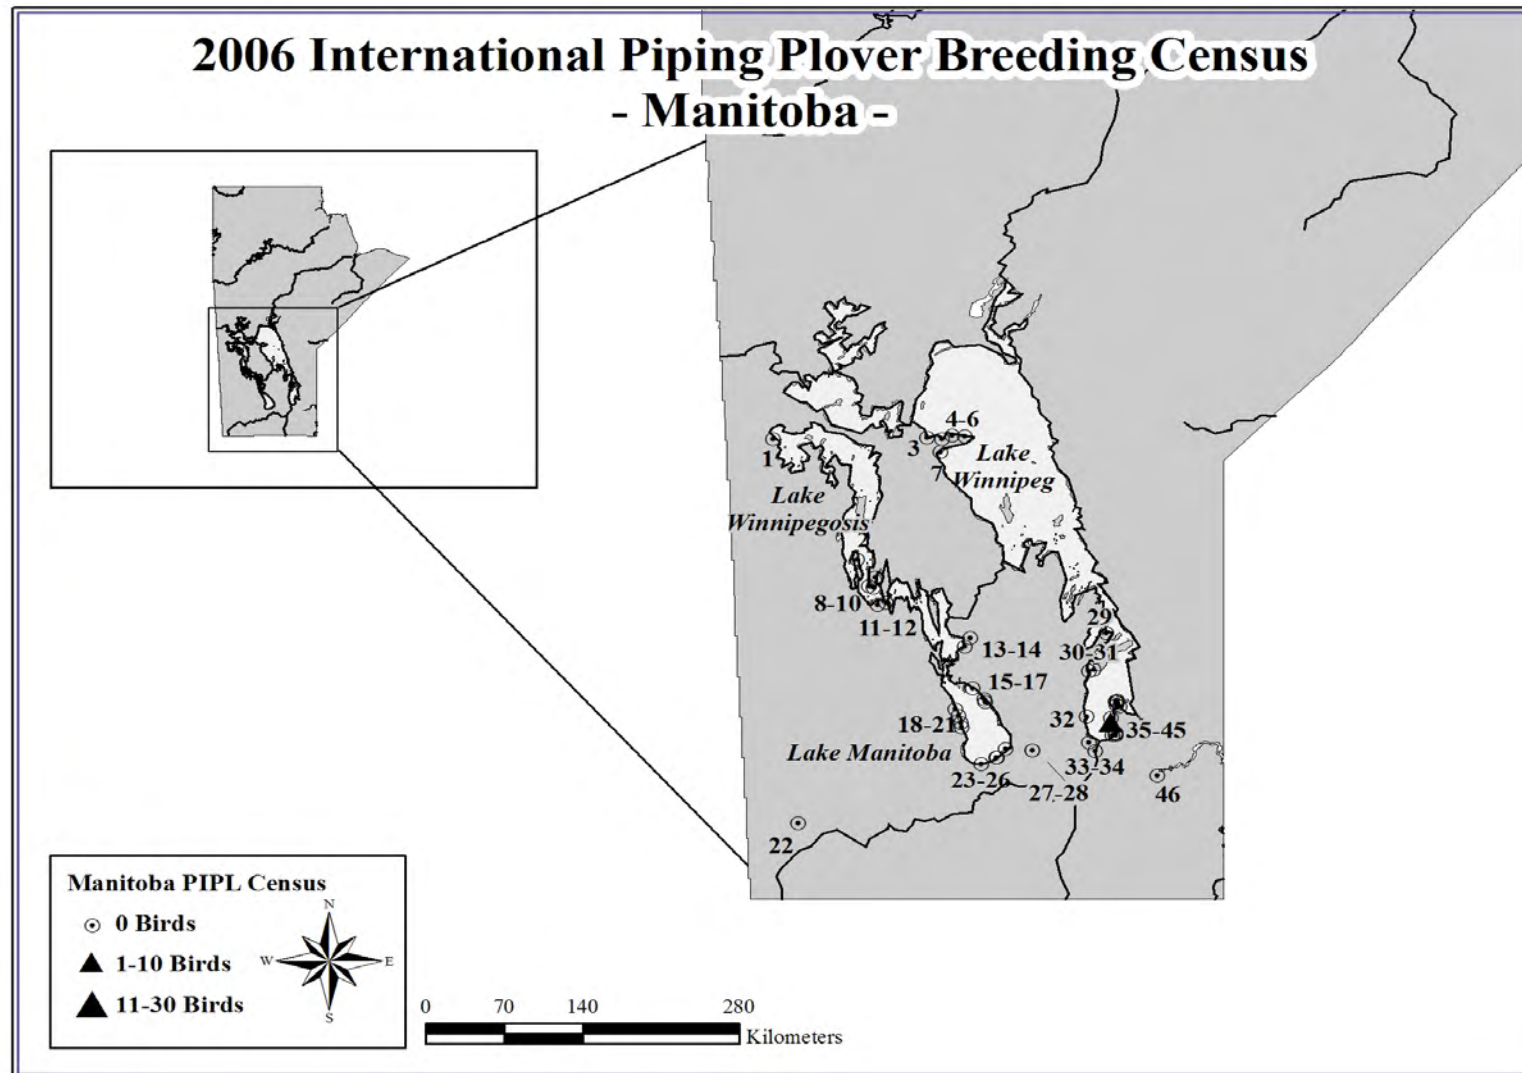 2006 International Piping Plover Breeding Census
- Manitoba -
4-6
3
1
7
Lake
Winnipeg
Lake
Winnipegosis
2
8-10
11-12
29
13-14
30-31
15-17
18-21
32
35-45
Lake Manitoba
33-34
23-26
27-28
46
22
Manitoba PIPL Census
0 Birds
1-10 Birds
11-30 Birds
N
W
E
S
0 70 140 280
Kilometers